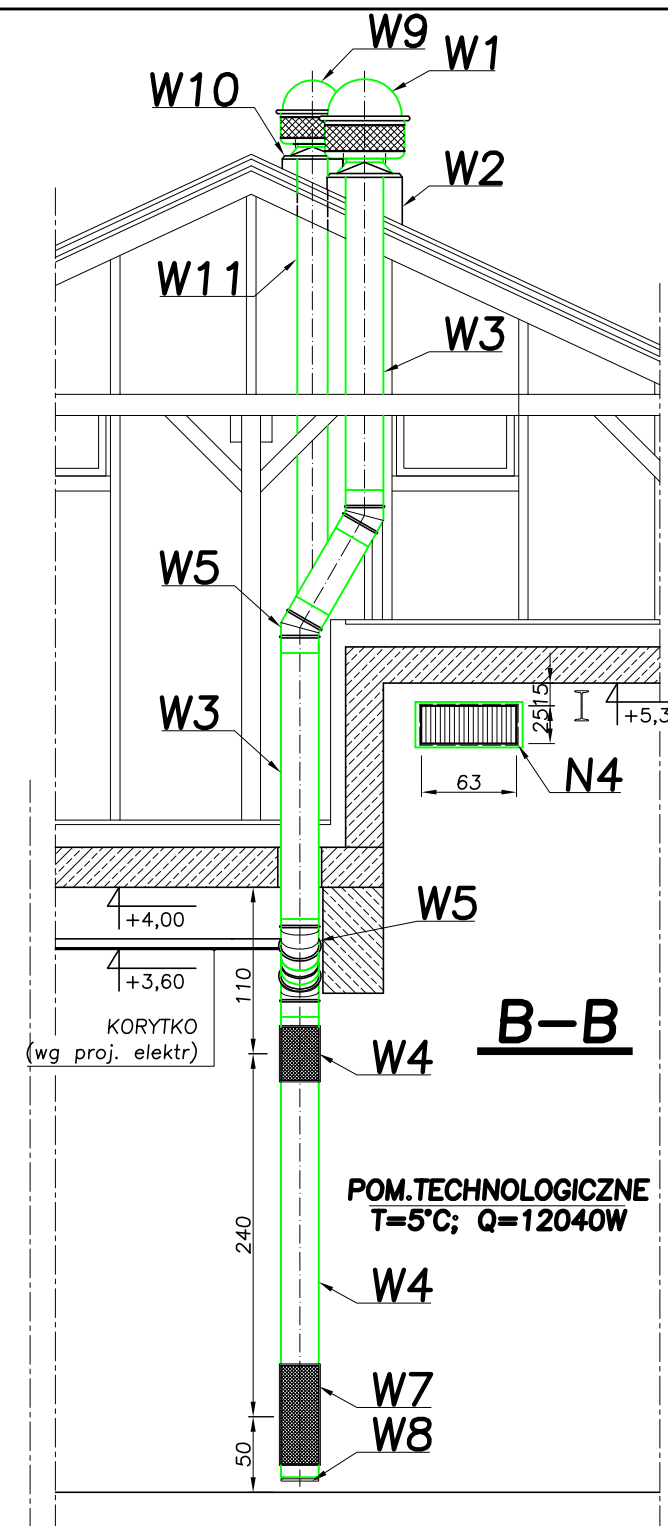 W9
W1
W10
W2
W11
W3
W5
15
25
+5,3
W3
63
N4
W5
+4,00
+3,60
110
KORYTKO
(wg proj. elektr)
B-B
W4
POM.TECHNOLOGICZNE
T=5°C; Q=12040W
240
W4
W7
W8
50